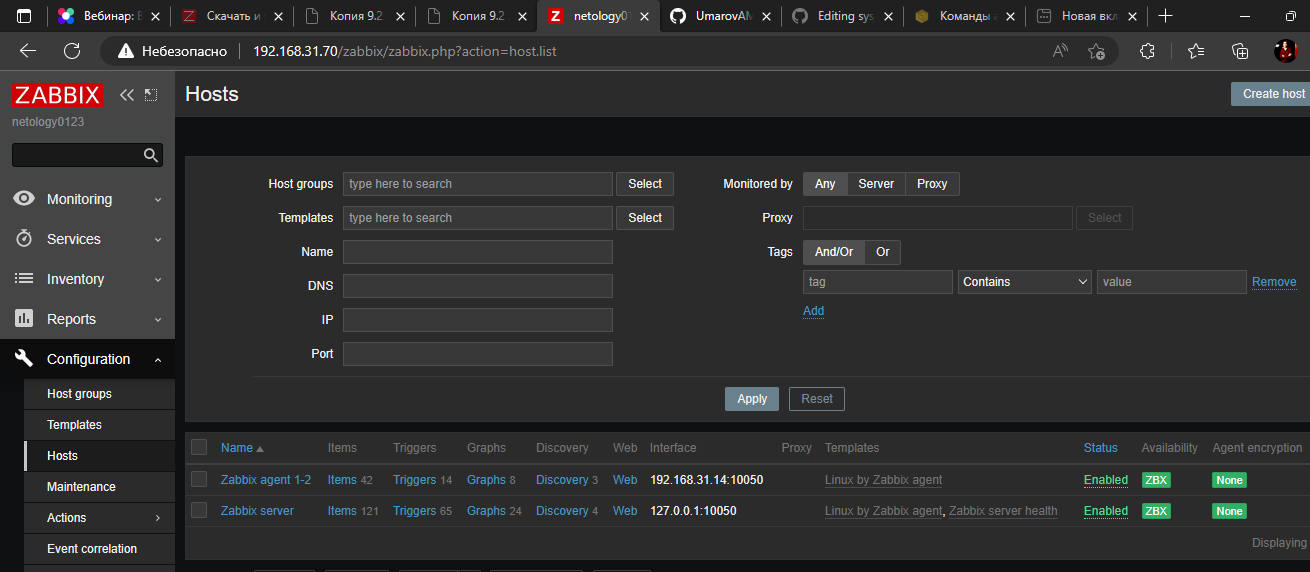 Вебинар: Е
Скачать и
Копия 9.2
Копия 9.2
netology01
UmarovAM
Editing sys
Команды
Новая вкл
Небезопасно
192.168.31.70/zabbix/zabbix.php?action=host.list
ZABBIX
Hosts
Create host
netology0123
Monitoring
Services
Inventory
Reports
Configuration
Host groups
Templates
Hosts
Maintenance
Actions
Event correlation
Host groups type here to search Select
Templates type here to search Select
Name
DNS
IP
Port
Monitored by Any Server Proxy
Proxy Select
Tags And/Or Or
tag Contains value Remove
Add
Apply Reset
Name Items Triggers Graphs Discovery Web Interface Proxy Templates Status Availability Agent encryption
Zabbix agent 1-2 Items 42 Triggers 14 Graphs 8 Discovery 3 Web 192.168.31.14:10050 Linux by Zabbix agent Enabled ZBX None
Zabbix server Items 121 Triggers 65 Graphs 24 Discovery 4 Web 127.0.0.1:10050 Linux by Zabbix agent, Zabbix server health Enabled ZBX None
Displaying